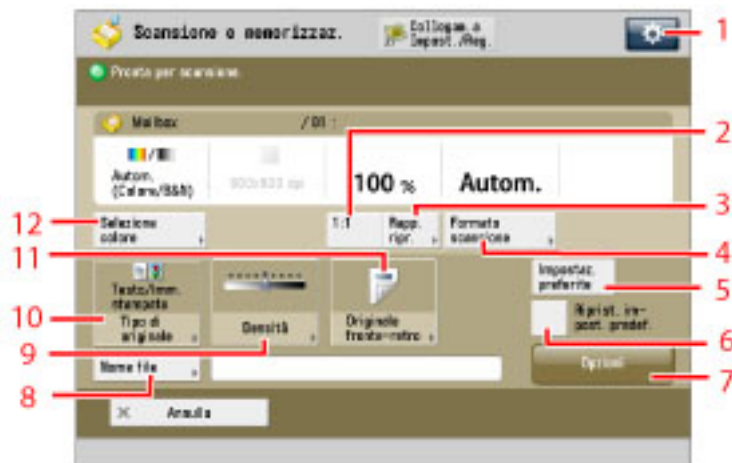 Scansione e memorizzaz.
Collegam.a
Impost./Reg.
1
Pronta per scansione.
Mailbox /01 :
2
Autom.
(Colore/B&N)
100 %
Autom.
3
12
Selezione
colore
1:1
Rapp.
ripr.
Formato
scansione
4
11
Testo/Imm.
stampata
Tipo di
originale
10
Densità
9
Originale
fronte-retro
Impostaz.
preferite
5
Riprist. im-
post. predef.
6
Nome file
8
Opzioni
7
Annulla